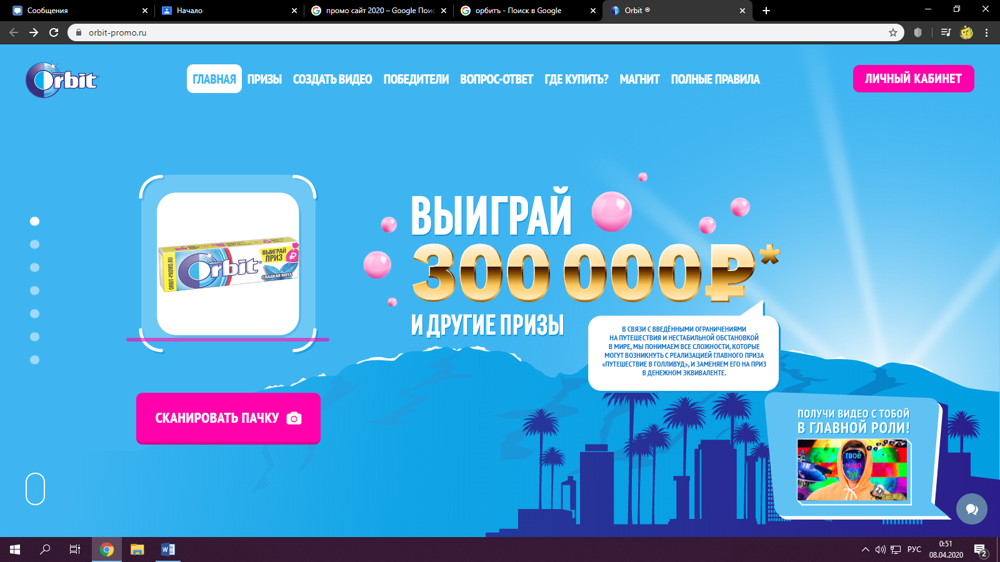 Сообщения
Начало
промо сайт 2020 – Google Поис
орбитъ - Поиск в Google
Orbit ®
orbit-promo.ru
Orbit
ГЛАВНАЯ
ПРИЗЫ
СОЗДАТЬ ВИДЕО
ПОБЕДИТЕЛИ
ВОПРОС-ОТВЕТ
ГДЕ КУПИТЬ?
МАГНИТ
ПОЛНЫЕ ПРАВИЛА
ЛИЧНЫЙ КАБИНЕТ
ORBIT-PROMO.RU
Orbit
ВЫИГРАЙ
ПРИЗ
₽
СЛАДКАЯ МЯТА
СКАНИРОВАТЬ ПАЧКУ
ВЫИГРАЙ
300 000₽*
И ДРУГИЕ ПРИЗЫ
В СВЯЗИ С ВВЕДЁННЫМИ ОГРАНИЧЕНИЯМИ
НА ПУТЕШЕСТВИЯ И НЕСТАБИЛЬНОЙ ОБСТАНОВКОЙ
В МИРЕ, МЫ ПОНИМАЕМ ВСЕ СЛОЖНОСТИ, КОТОРЫЕ
МОГУТ ВОЗНИКНУТЬ С РЕАЛИЗАЦИЕЙ ГЛАВНОГО ПРИЗА
«ПУТЕШЕСТВИЕ В ГОЛЛИВУД», И ЗАМЕНЯЕМ ЕГО НА ПРИЗ
В ДЕНЕЖНОМ ЭКВИВАЛЕНТЕ.
ПОЛУЧИ ВИДЕО С ТОБОЙ
В ГЛАВНОЙ РОЛИ!
ТВОЁ
ЛИЦО
ТУТ
РУС
0:51
08.04.2020
2